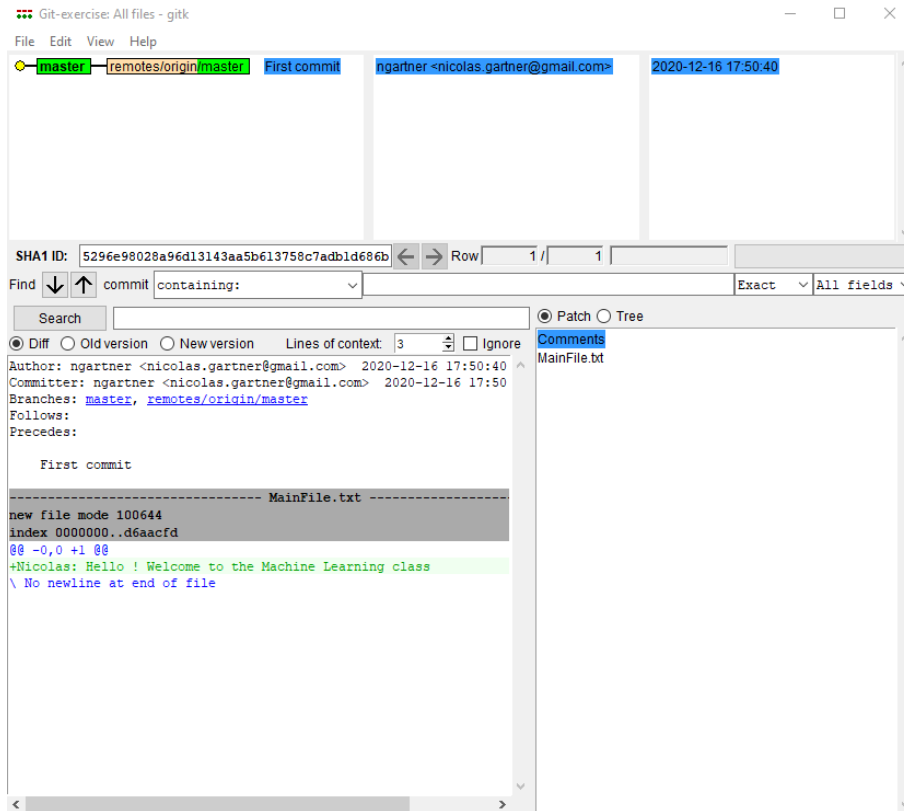 Git-exercise: All files - gitk
File Edit View Help
master remotes/origin/master First commit ngartner <nicolas.gartner@gmail.com> 2020-12-16 17:50:40
SHA1 ID: 5296e98028a96d13143aa5b613758c7adb1d686b Row 1 / 1
Find commit containing: Exact All fields
Search Patch Tree
Diff Old version New version Lines of context: 3 Ignore
Comments
MainFile.txt
Author: ngartner <nicolas.gartner@gmail.com> 2020-12-16 17:50:40
Committer: ngartner <nicolas.gartner@gmail.com> 2020-12-16 17:50
Branches: master, remotes/origin/master
Follows:
Precedes:
First commit
-------------------------------- MainFile.txt ------------------
new file mode 100644
index 0000000..d6aacfd
@@ -0,0 +1 @@
+Nicolas: Hello ! Welcome to the Machine Learning class
\ No newline at end of file